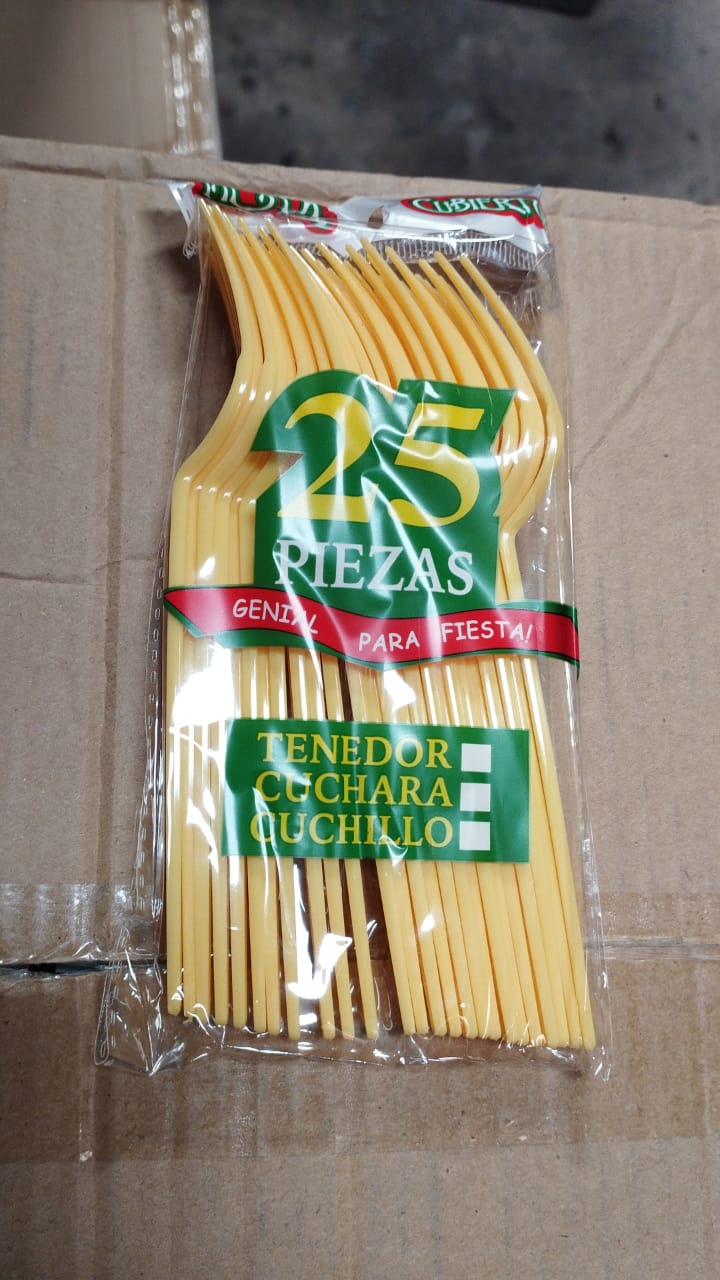 25
PIEZAS
GENIAL PARA FIESTA!
TENEDOR
CUCHARA
CUCHILLO